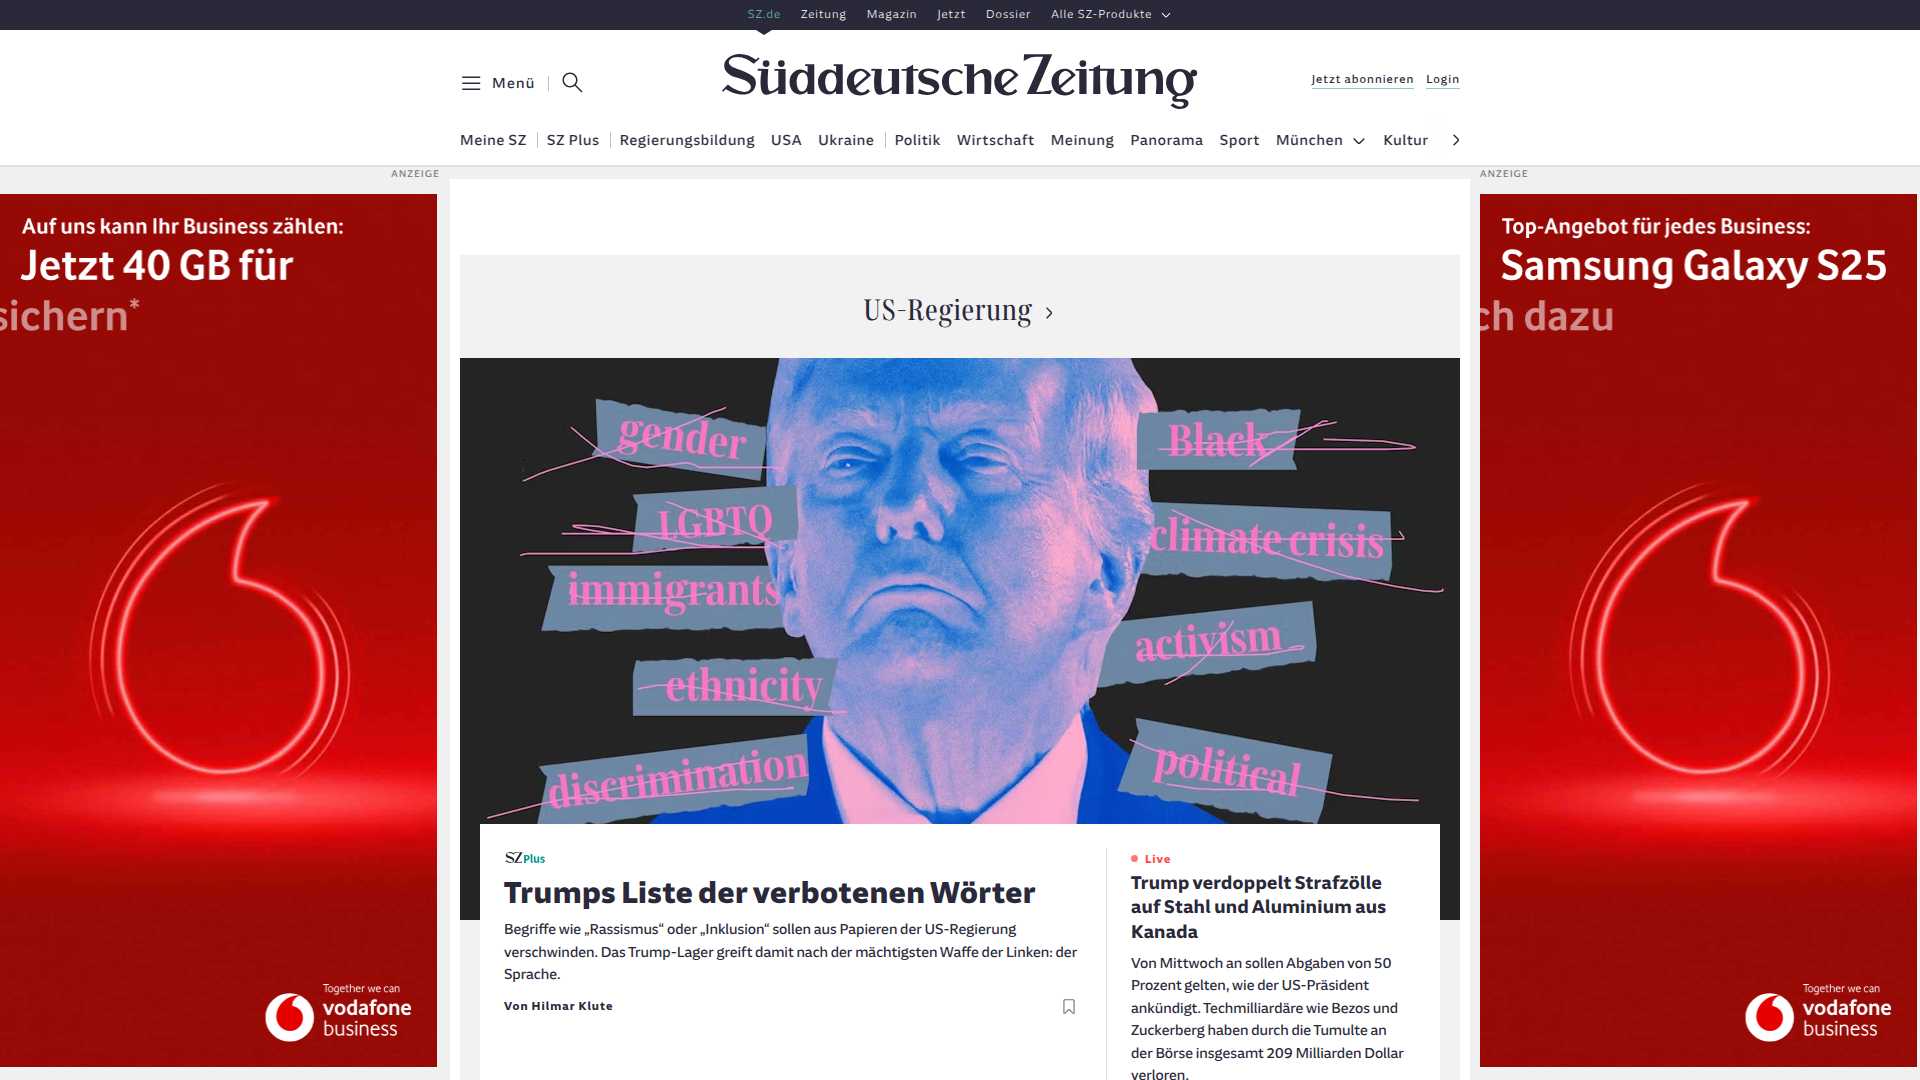 SZ.de Zeitung Magazin Jetzt Dossier Alle SZ-Produkte
Menü
Süddeutsche Zeitung
Jetzt abonnieren Login
Meine SZ SZ Plus Regierungsbildung USA Ukraine Politik Wirtschaft Meinung Panorama Sport München Kultur
ANZEIGE
Auf uns kann Ihr Business zählen:
Jetzt 40 GB für
sichern*
Together we can
vodafone
business
US-Regierung
gender
LGBTQ
immigrants
ethnicity
discrimination
Black
climate crisis
activism
political
SZ Plus
Trumps Liste der verbotenen Wörter
Begriffe wie „Rassismus“ oder „Inklusion“ sollen aus Papieren der US-Regierung
verschwinden. Das Trump-Lager greift damit nach der mächtigsten Waffe der Linken: der
Sprache.
Von Hilmar Klute
Live
Trump verdoppelt Strafzölle
auf Stahl und Aluminium aus
Kanada
Von Mittwoch an sollen Abgaben von 50
Prozent gelten, wie der US-Präsident
ankündigt. Techmilliardäre wie Bezos und
Zuckerberg haben durch die Tumulte an
der Börse insgesamt 209 Milliarden Dollar
verloren.
ANZEIGE
Top-Angebot für jedes Business:
Samsung Galaxy S25
ch dazu
Together we can
vodafone
business